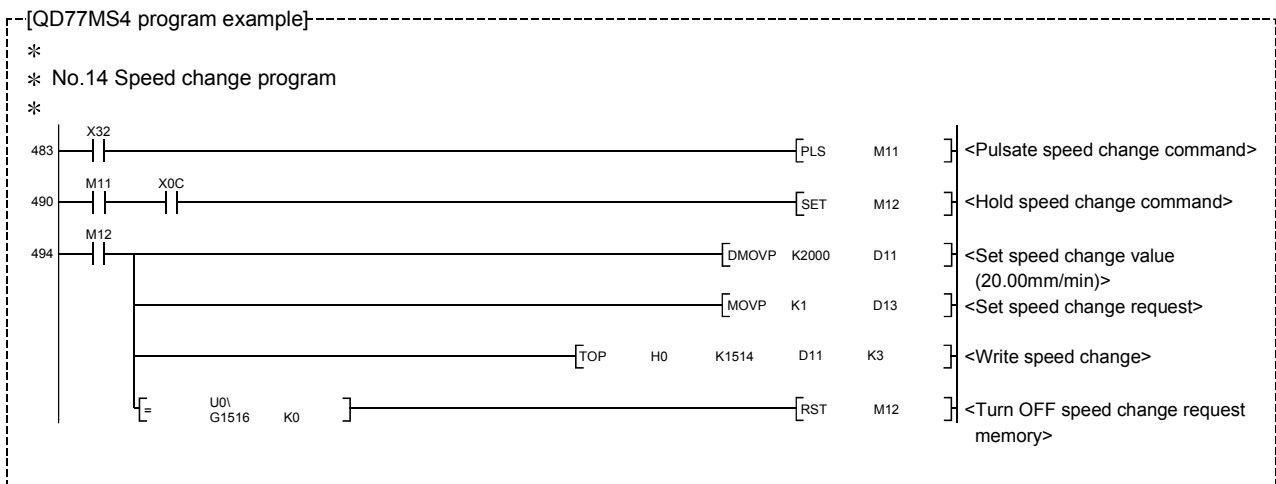 [QD77MS4 program example]
*
* No.14 Speed change program
*
X32
483 PLS M11 <Pulsate speed change command>
M11 X0C
490 SET M12 <Hold speed change command>
M12
494 DMOVP K2000 D11 <Set speed change value
(20.00mm/min)>
MOVP K1 D13 <Set speed change request>
TOP H0 K1514 D11 K3 <Write speed change>
= U0\
G1516 K0 RST M12 <Turn OFF speed change request
memory>